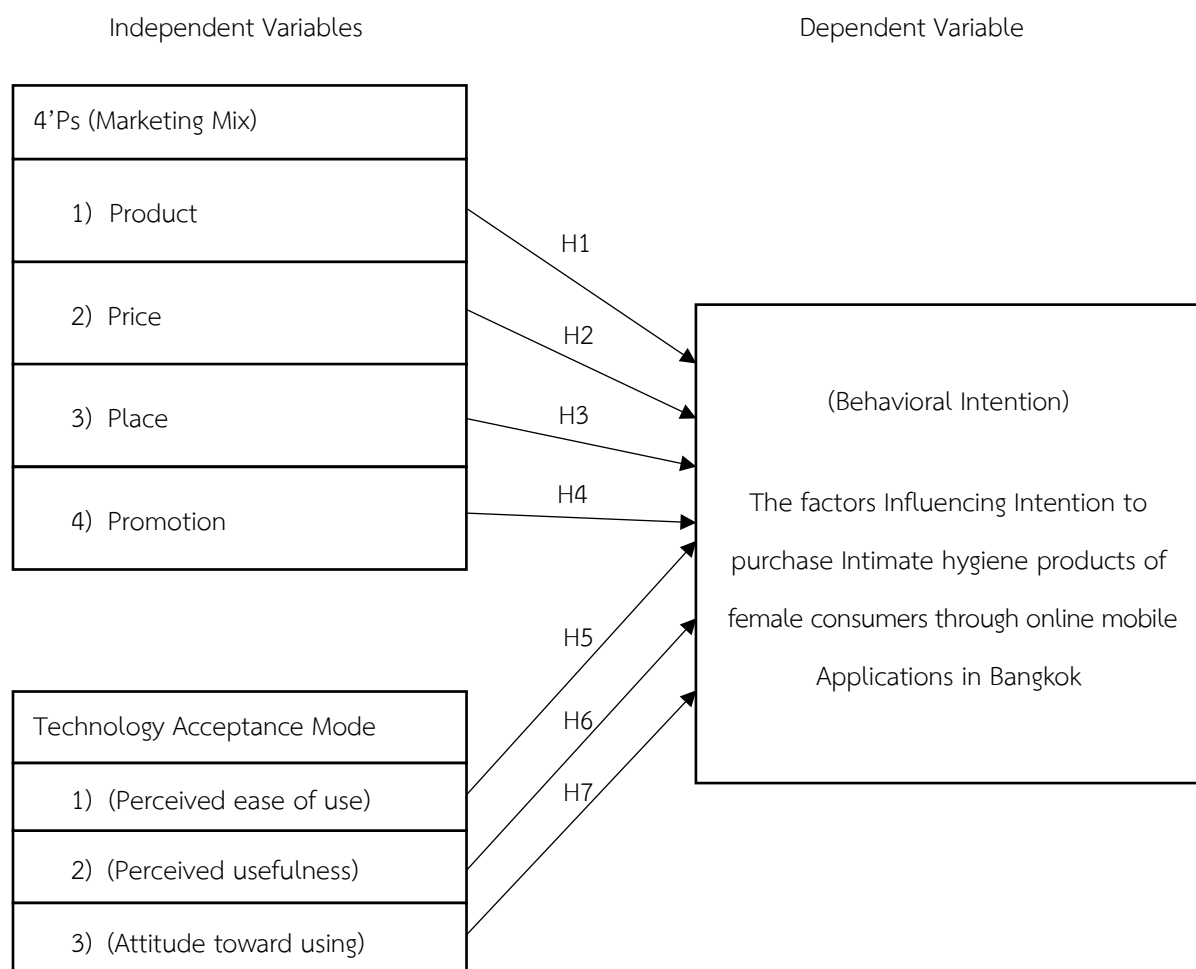 Independent Variables
Dependent Variable
4’Ps (Marketing Mix)
1) Product
2) Price
3) Place
4) Promotion
H1
H2
H3
H4
H5
H6
H7
(Behavioral Intention)
The factors Influencing Intention to
purchase Intimate hygiene products of
female consumers through online mobile
Applications in Bangkok
Technology Acceptance Mode
1) (Perceived ease of use)
2) (Perceived usefulness)
3) (Attitude toward using)